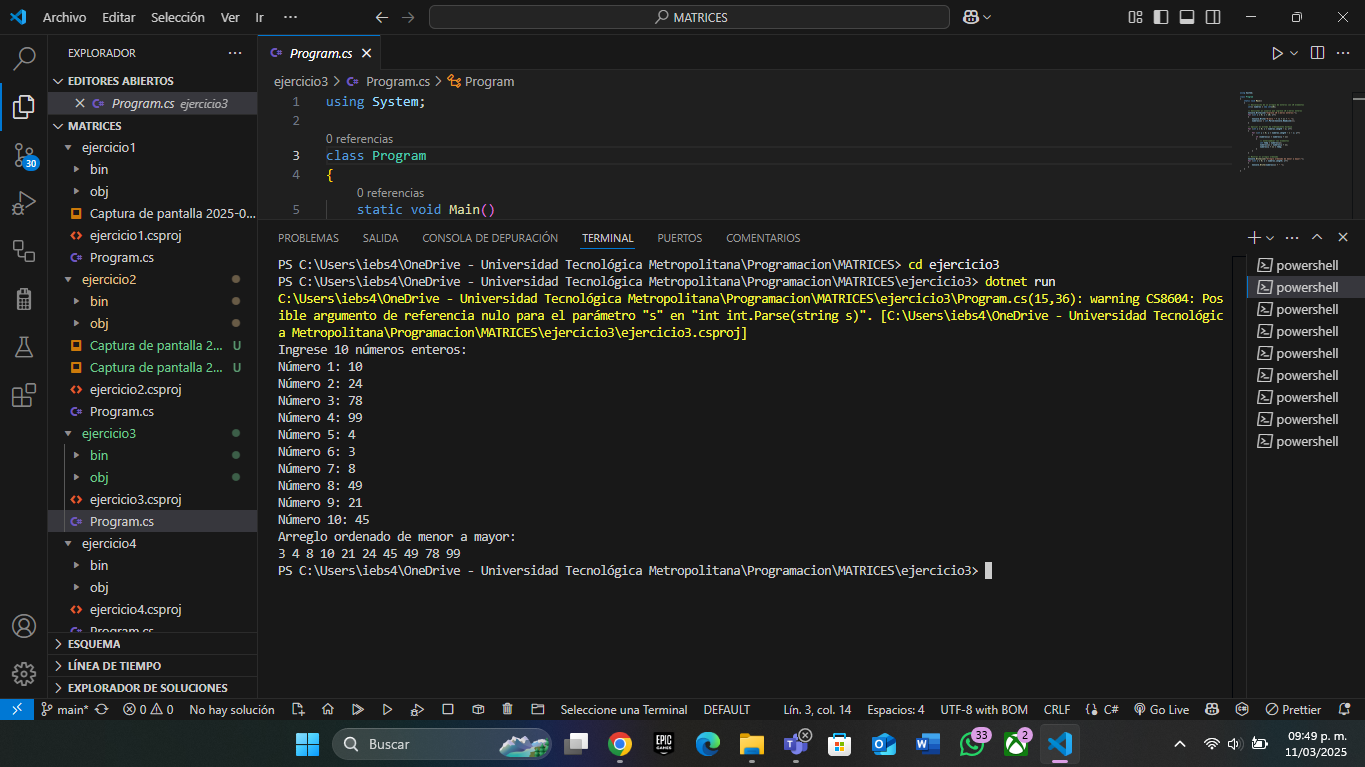 Archivo Editar Selección Ver Ir ··· MATRICES
EXPLORADOR ···
EDITORES ABIERTOS
Program.cs ejercicio3
MATRICES
ejercicio1
bin
obj
Captura de pantalla 2025-0...
ejercicio1.csproj
Program.cs
ejercicio2
bin
obj
Captura de pantalla 2... U
Captura de pantalla 2... U
ejercicio2.csproj
Program.cs
ejercicio3
bin
obj
ejercicio3.csproj
Program.cs
ejercicio4
bin
obj
ejercicio4.csproj
Program.cs
ESQUEMA
LÍNEA DE TIEMPO
EXPLORADOR DE SOLUCIONES
30
Program.cs
ejercicio3 > Program.cs > Program
1 using System;
2
0 referencias
3 class Program
4 {
0 referencias
5 static void Main()
PROBLEMAS SALIDA CONSOLA DE DEPURACIÓN TERMINAL PUERTOS COMENTARIOS
PS C:\Users\iebs4\OneDrive - Universidad Tecnológica Metropolitana\Programacion\MATRICES> cd ejercicio3
PS C:\Users\iebs4\OneDrive - Universidad Tecnológica Metropolitana\Programacion\MATRICES\ejercicio3> dotnet run
C:\Users\iebs4\OneDrive - Universidad Tecnológica Metropolitana\Programacion\MATRICES\ejercicio3\Program.cs(15,36): warning CS8604: Pos
ible argumento de referencia nulo para el parámetro "s" en "int int.Parse(string s)". [C:\Users\iebs4\OneDrive - Universidad Tecnológic
a Metropolitana\Programacion\MATRICES\ejercicio3\ejercicio3.csproj]
Ingrese 10 números enteros:
Número 1: 10
Número 2: 24
Número 3: 78
Número 4: 99
Número 5: 4
Número 6: 3
Número 7: 8
Número 8: 49
Número 9: 21
Número 10: 45
Arreglo ordenado de menor a mayor:
3 4 8 10 21 24 45 49 78 99
PS C:\Users\iebs4\OneDrive - Universidad Tecnológica Metropolitana\Programacion\MATRICES\ejercicio3>
powershell
powershell
powershell
powershell
powershell
powershell
powershell
powershell
powershell
main* 0 0 No hay solución Seleccione una Terminal DEFAULT Lín. 3, col. 14 Espacios: 4 UTF-8 with BOM CRLF C# Go Live Prettier
Buscar EPIC GAMES 33 2 09:49 p. m.
11/03/2025